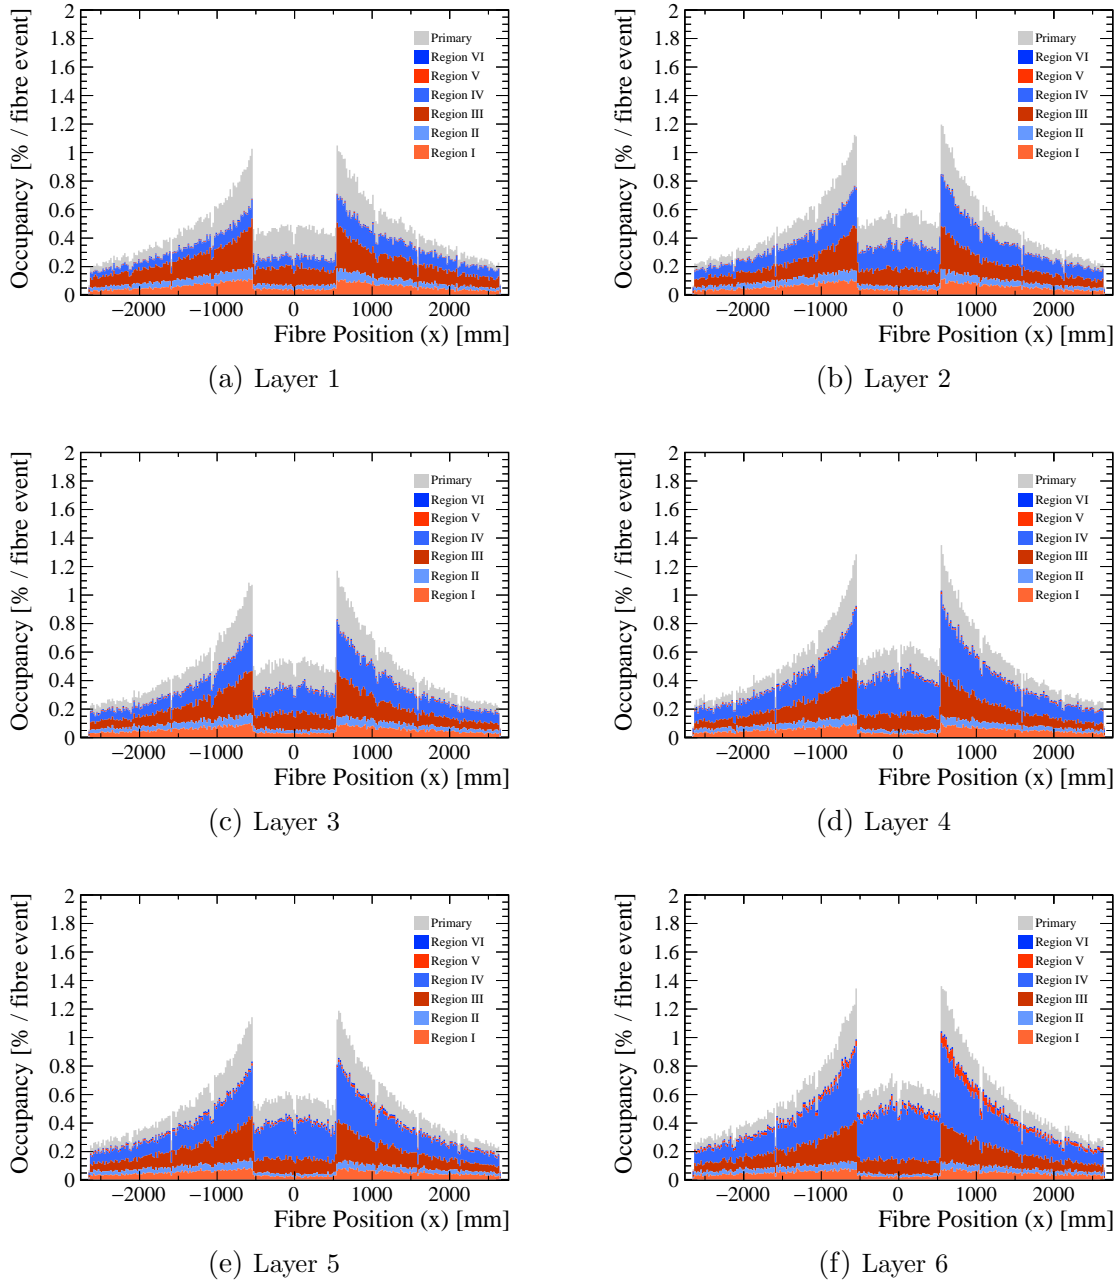 2
1.8
1.6
1.4
1.2
1
0.8
0.6
0.4
0.2
0
Occupancy [% / fibre event]
Primary
Region VI
Region V
Region IV
Region III
Region II
Region I
−2000 −1000 0 1000 2000
Fibre Position (x) [mm]
(a) Layer 1
2
1.8
1.6
1.4
1.2
1
0.8
0.6
0.4
0.2
0
Occupancy [% / fibre event]
Primary
Region VI
Region V
Region IV
Region III
Region II
Region I
−2000 −1000 0 1000 2000
Fibre Position (x) [mm]
(b) Layer 2
2
1.8
1.6
1.4
1.2
1
0.8
0.6
0.4
0.2
0
Occupancy [% / fibre event]
Primary
Region VI
Region V
Region IV
Region III
Region II
Region I
−2000 −1000 0 1000 2000
Fibre Position (x) [mm]
(c) Layer 3
2
1.8
1.6
1.4
1.2
1
0.8
0.6
0.4
0.2
0
Occupancy [% / fibre event]
Primary
Region VI
Region V
Region IV
Region III
Region II
Region I
−2000 −1000 0 1000 2000
Fibre Position (x) [mm]
(d) Layer 4
2
1.8
1.6
1.4
1.2
1
0.8
0.6
0.4
0.2
0
Occupancy [% / fibre event]
Primary
Region VI
Region V
Region IV
Region III
Region II
Region I
−2000 −1000 0 1000 2000
Fibre Position (x) [mm]
(e) Layer 5
2
1.8
1.6
1.4
1.2
1
0.8
0.6
0.4
0.2
0
Occupancy [% / fibre event]
Primary
Region VI
Region V
Region IV
Region III
Region II
Region I
−2000 −1000 0 1000 2000
Fibre Position (x) [mm]
(f) Layer 6